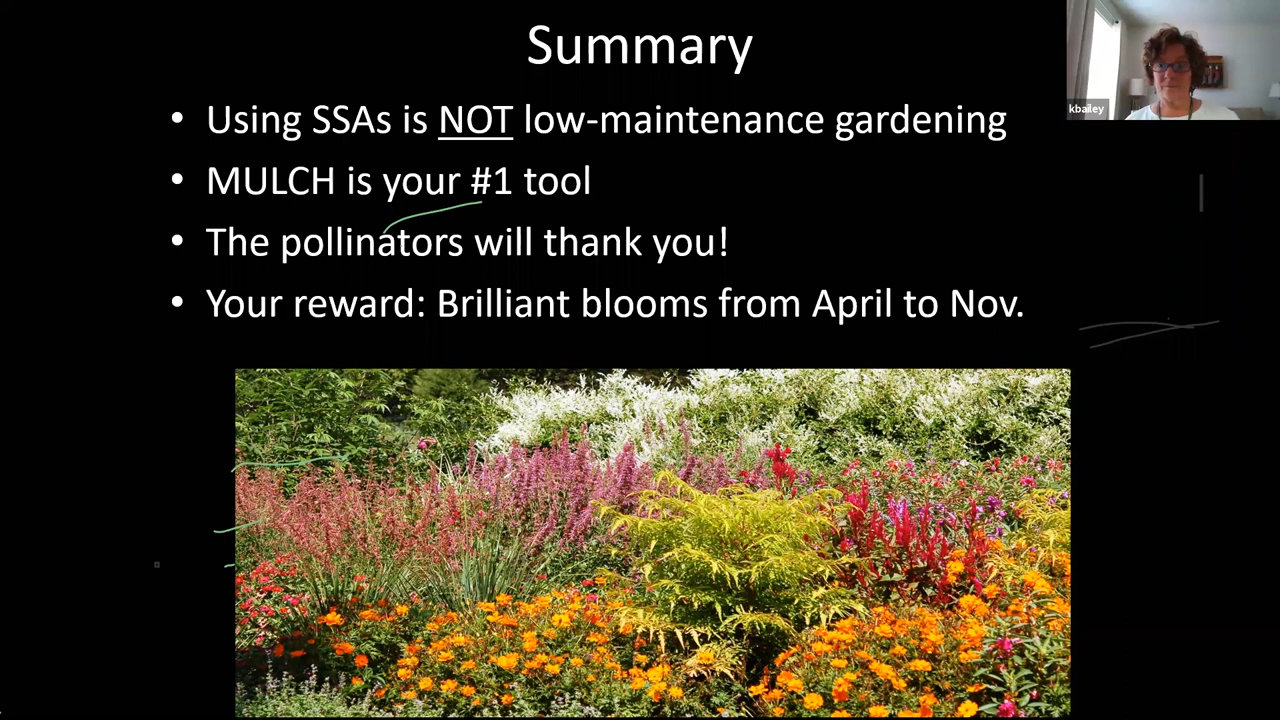 Summary
• Using SSAs is NOT low-maintenance gardening
• MULCH is your #1 tool
• The pollinators will thank you!
• Your reward: Brilliant blooms from April to Nov.
kbailey